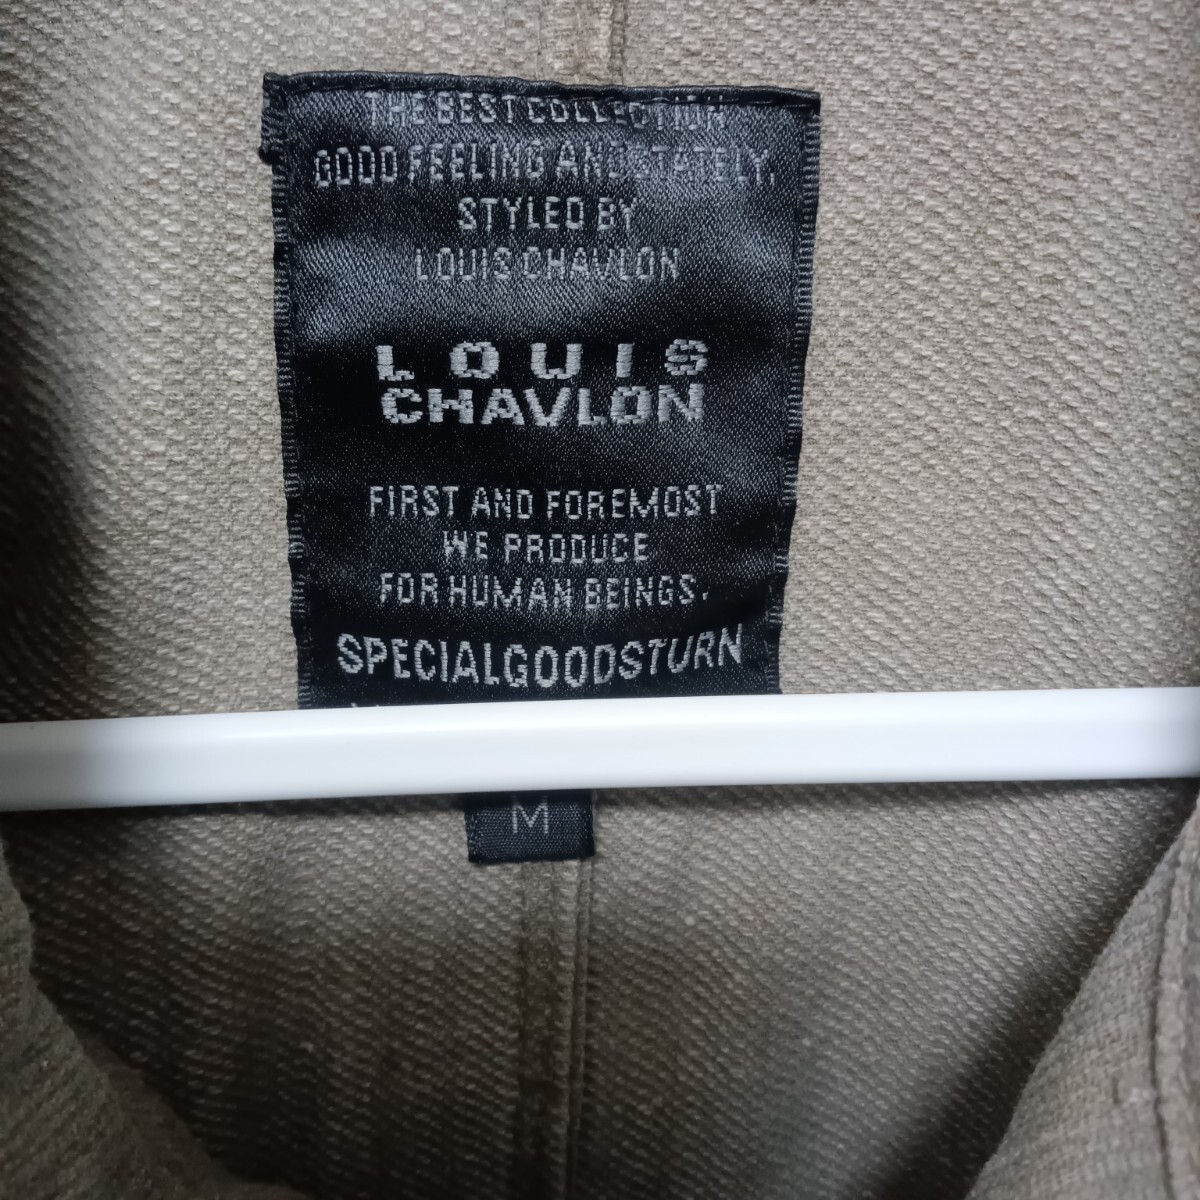 THE BEST COLLECTION
GOOD FEELING AND STATELY.
STYLED BY
LOUIS CHAVLON
LOUIS
CHAVLON
FIRST AND FOREMOST
WE PRODUCE
FOR HUMAN BEINGS.
SPECIALGOODSTURN
M